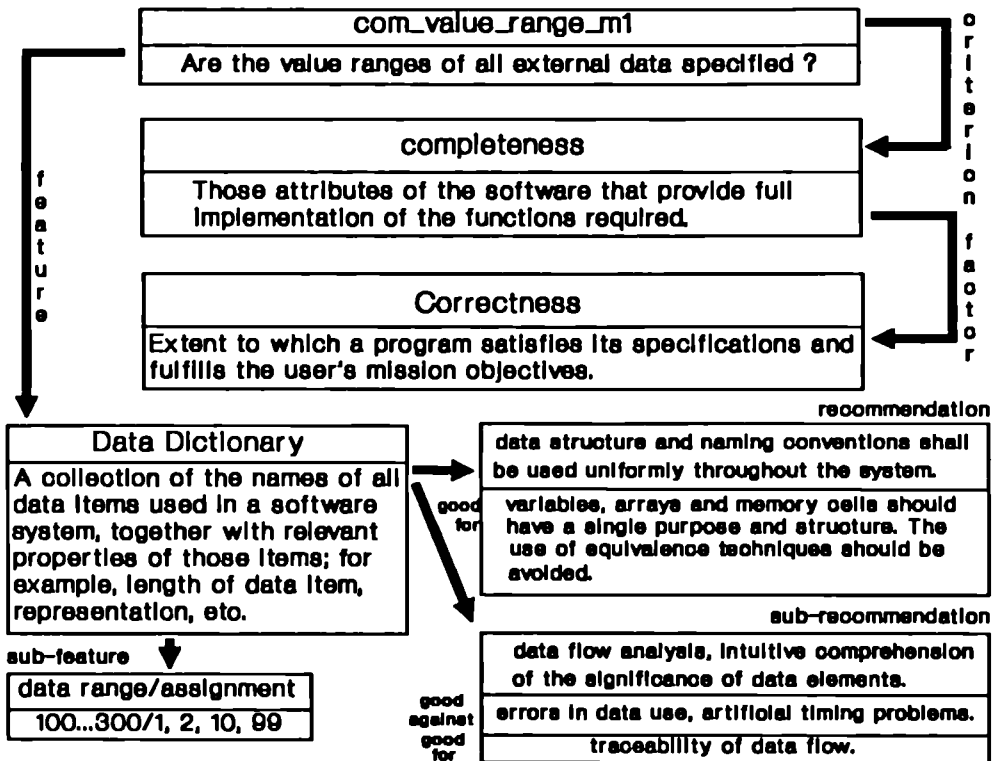 com_value_range_m1
Are the value ranges of all external data specified ?
criterion
completeness
Those attributes of the software that provide full
implementation of the functions required.
factor
Correctness
Extent to which a program satisfies its specifications and
fulfills the user's mission objectives.
feature
Data Dictionary
A collection of the names of all
data items used in a software
system, together with relevant
properties of those items; for
example, length of data item,
representation, etc.
sub-feature
data range/assignment
100...300/1, 2, 10, 99
recommendation
data structure and naming conventions shall
be used uniformly throughout the system.
good
for
variables, arrays and memory cells should
have a single purpose and structure. The
use of equivalence techniques should be
avoided.
sub-recommendation
data flow analysis, intuitive comprehension
of the significance of data elements.
good
against
errors in data use, artificial timing problems.
good
for
traceability of data flow.